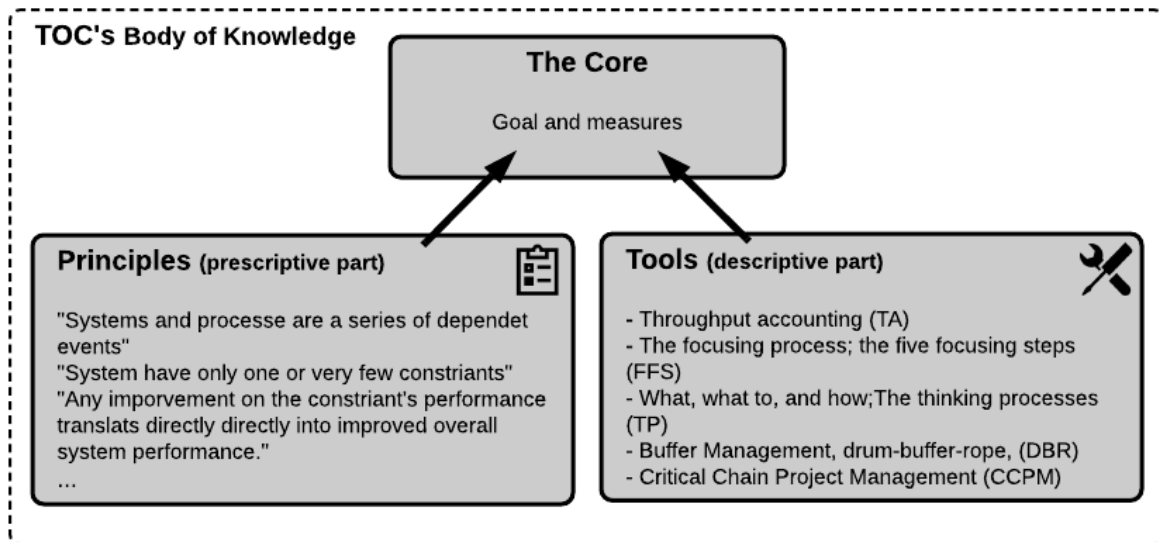 TOC's Body of Knowledge
The Core
Goal and measures
Principles (prescriptive part)
"Systems and processe are a series of dependet
events"
"System have only one or very few constriants"
"Any imporvement on the constriant's performance
translats directly directly into improved overall
system performance."
...
Tools (descriptive part)
- Throughput accounting (TA)
- The focusing process; the five focusing steps
(FFS)
- What, what to, and how;The thinking processes
(TP)
- Buffer Management, drum-buffer-rope, (DBR)
- Critical Chain Project Management (CCPM)